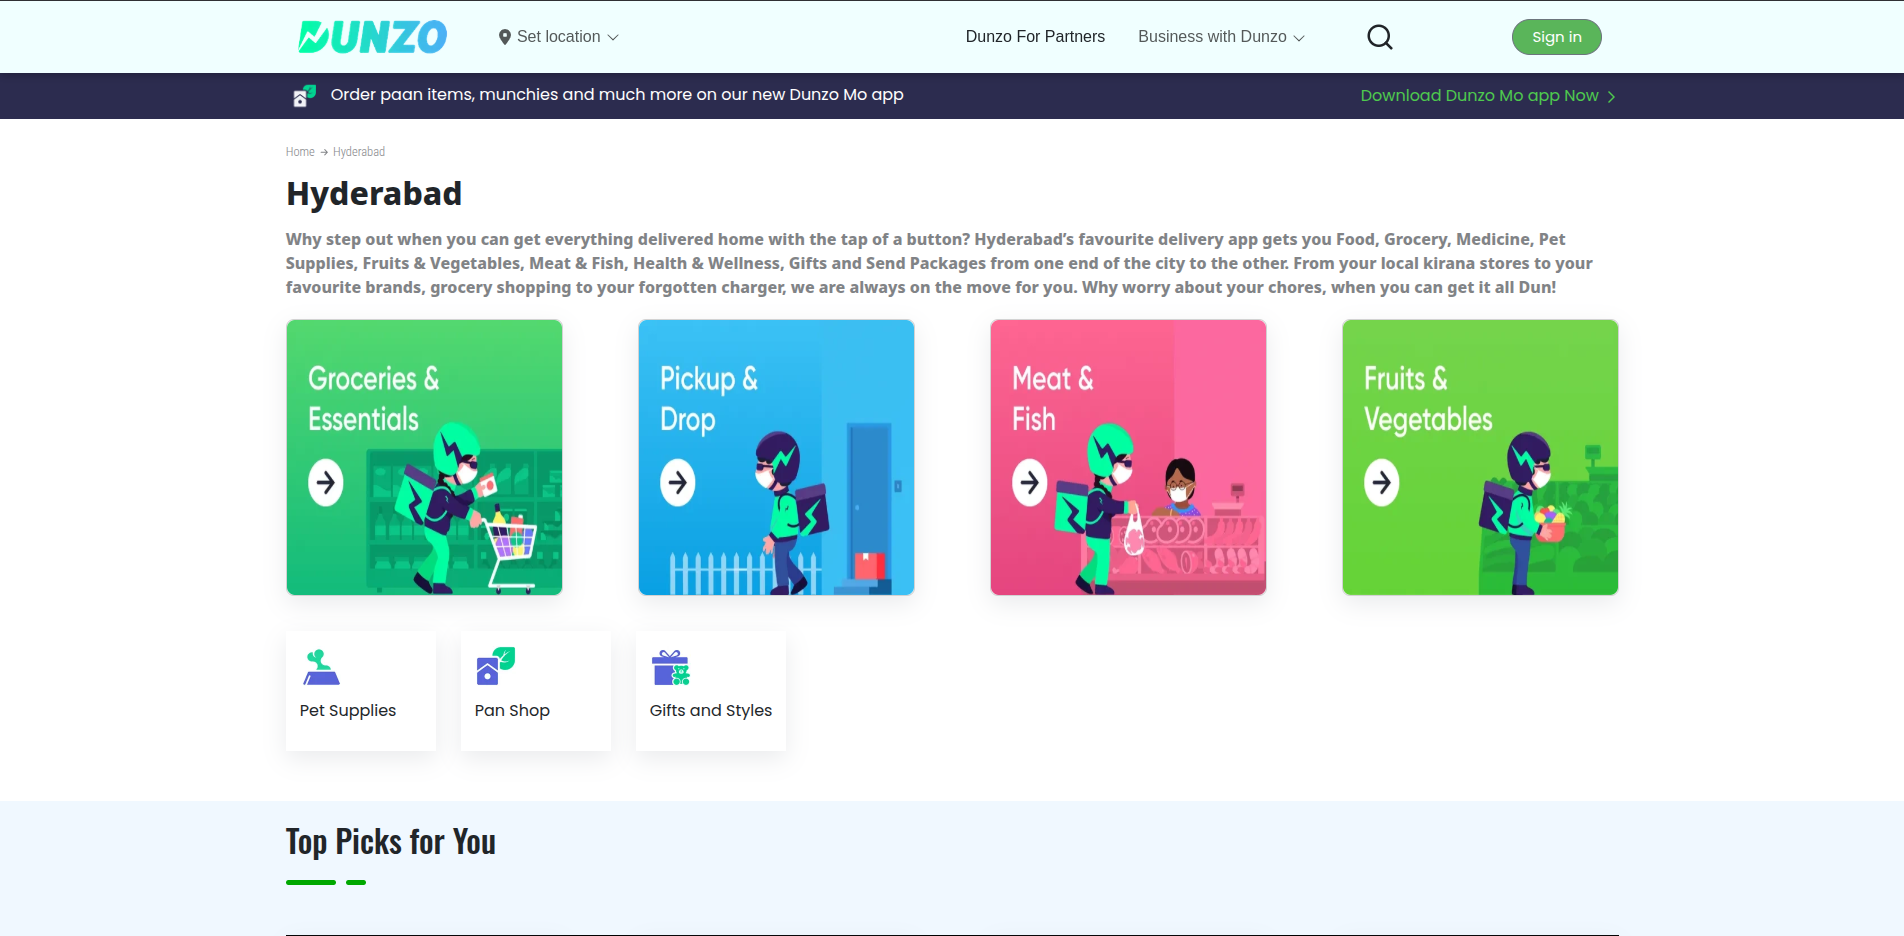 DUNZO
Set location
Dunzo For Partners
Business with Dunzo
Sign in
Order paan items, munchies and much more on our new Dunzo Mo app
Download Dunzo Mo app Now
Home → Hyderabad
Hyderabad
Why step out when you can get everything delivered home with the tap of a button? Hyderabad’s favourite delivery app gets you Food, Grocery, Medicine, Pet
Supplies, Fruits & Vegetables, Meat & Fish, Health & Wellness, Gifts and Send Packages from one end of the city to the other. From your local kirana stores to your
favourite brands, grocery shopping to your forgotten charger, we are always on the move for you. Why worry about your chores, when you can get it all Dun!
Groceries &
Essentials
Pickup &
Drop
Meat &
Fish
Fruits &
Vegetables
Pet Supplies
Pan Shop
Gifts and Styles
Top Picks for You